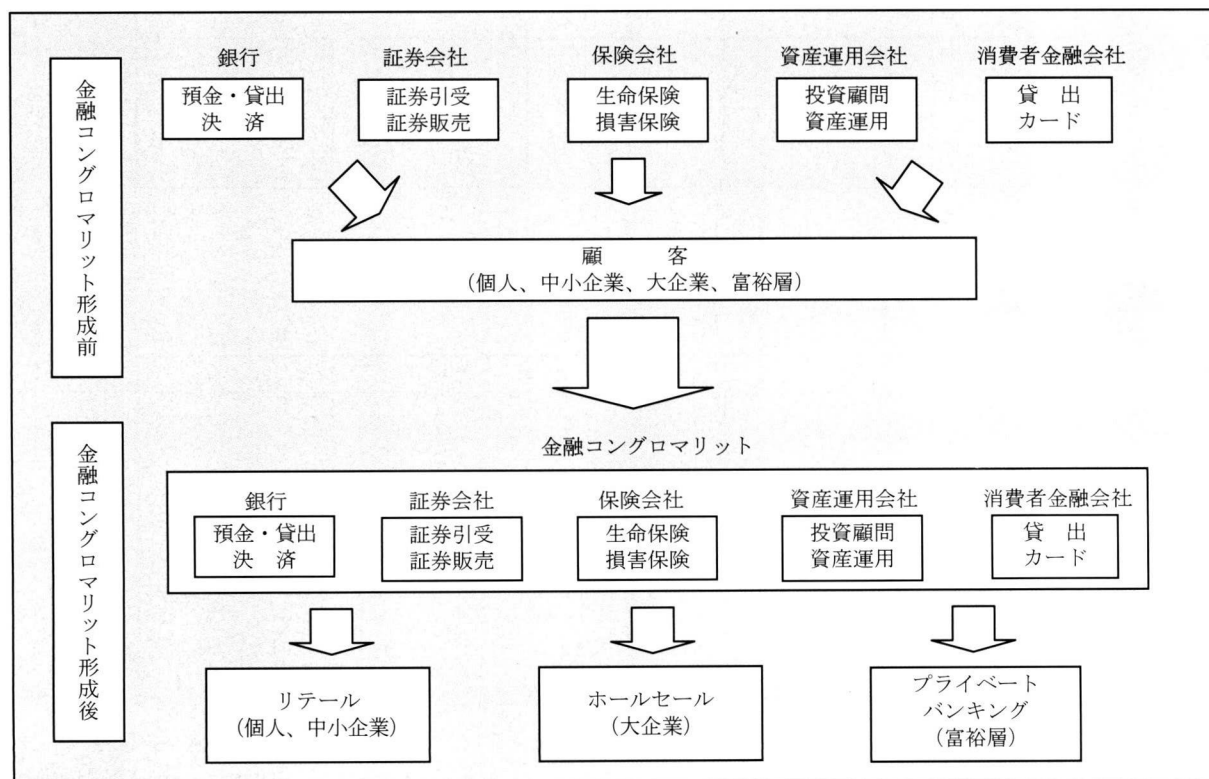 金融コングロマリット形成前
銀行
預金・貸出
決　済
証券会社
証券引受
証券販売
保険会社
生命保険
損害保険
資産運用会社
投資顧問
資産運用
消費者金融会社
貸　出
カード
顧　　　客
（個人、中小企業、大企業、富裕層）
金融コングロマリット形成後
金融コングロマリット
銀行
預金・貸出
決　済
証券会社
証券引受
証券販売
保険会社
生命保険
損害保険
資産運用会社
投資顧問
資産運用
消費者金融会社
貸　出
カード
リテール
（個人、中小企業）
ホールセール
（大企業）
プライベート
バンキング
（富裕層）